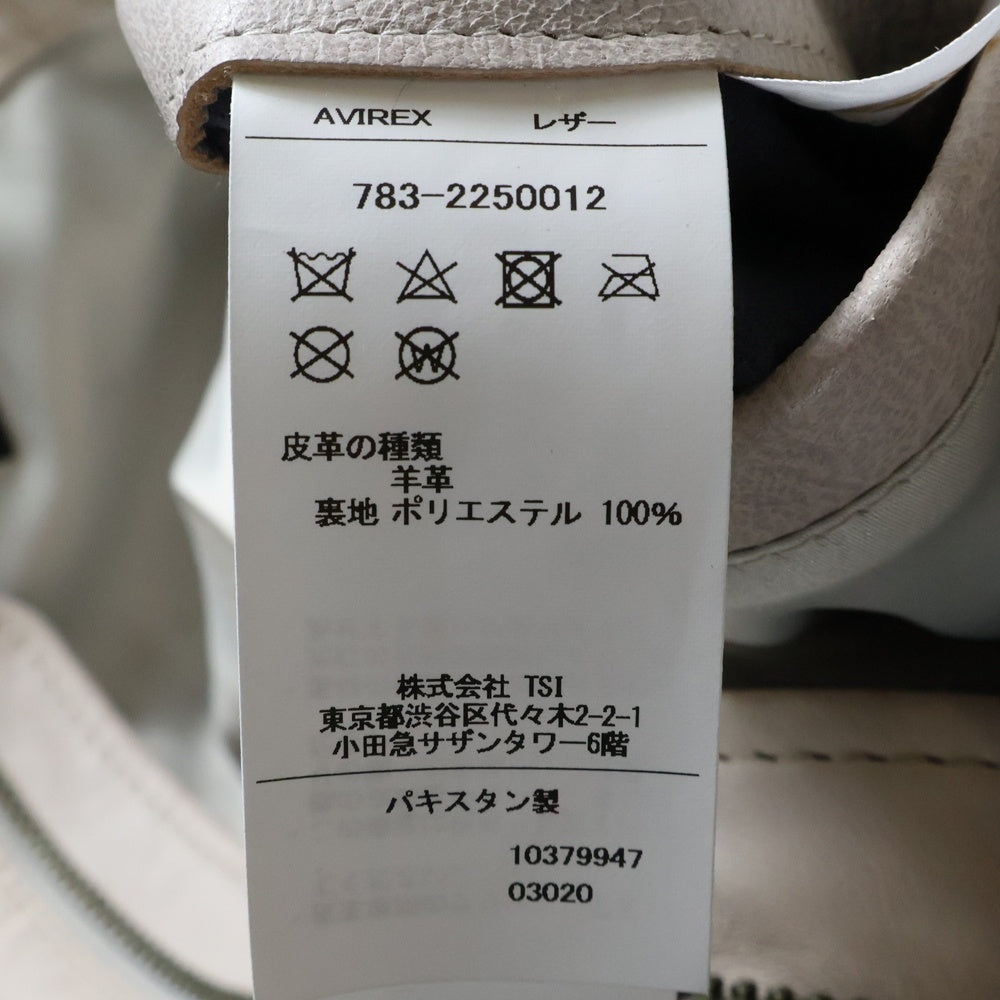 AVIREX レザー
783-2250012
W
皮革の種類
羊革
裏地 ポリエステル 100%
株式会社 TSI
東京都渋谷区代々木2-2-1
小田急サザンタワー6階
パキスタン製
10379947
03020